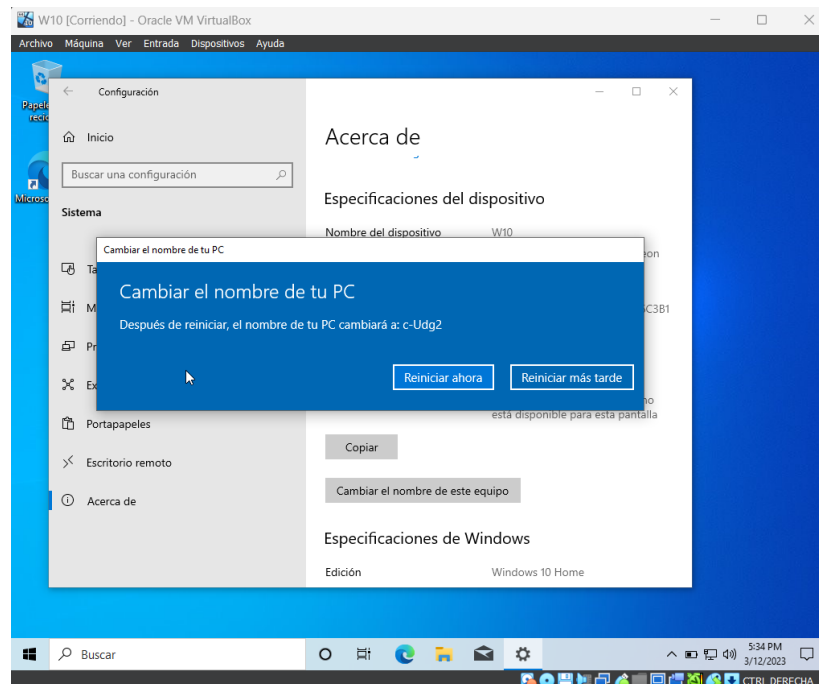 W10 [Corriendo] - Oracle VM VirtualBox
Archivo Máquina Ver Entrada Dispositivos Ayuda
Configuración
Inicio
Buscar una configuración
Sistema
Acerca de
Especificaciones del dispositivo
Nombre del dispositivo W10
Cambiar el nombre de tu PC
Cambiar el nombre de tu PC
Después de reiniciar, el nombre de tu PC cambiará a: c-Udg2
Reiniciar ahora Reiniciar más tarde
está disponible para esta pantalla
Portapapeles
Copiar
Escritorio remoto
Cambiar el nombre de este equipo
Acerca de
Especificaciones de Windows
Edición Windows 10 Home
Buscar
5:34 PM
3/12/2023
CTRL DERECHA